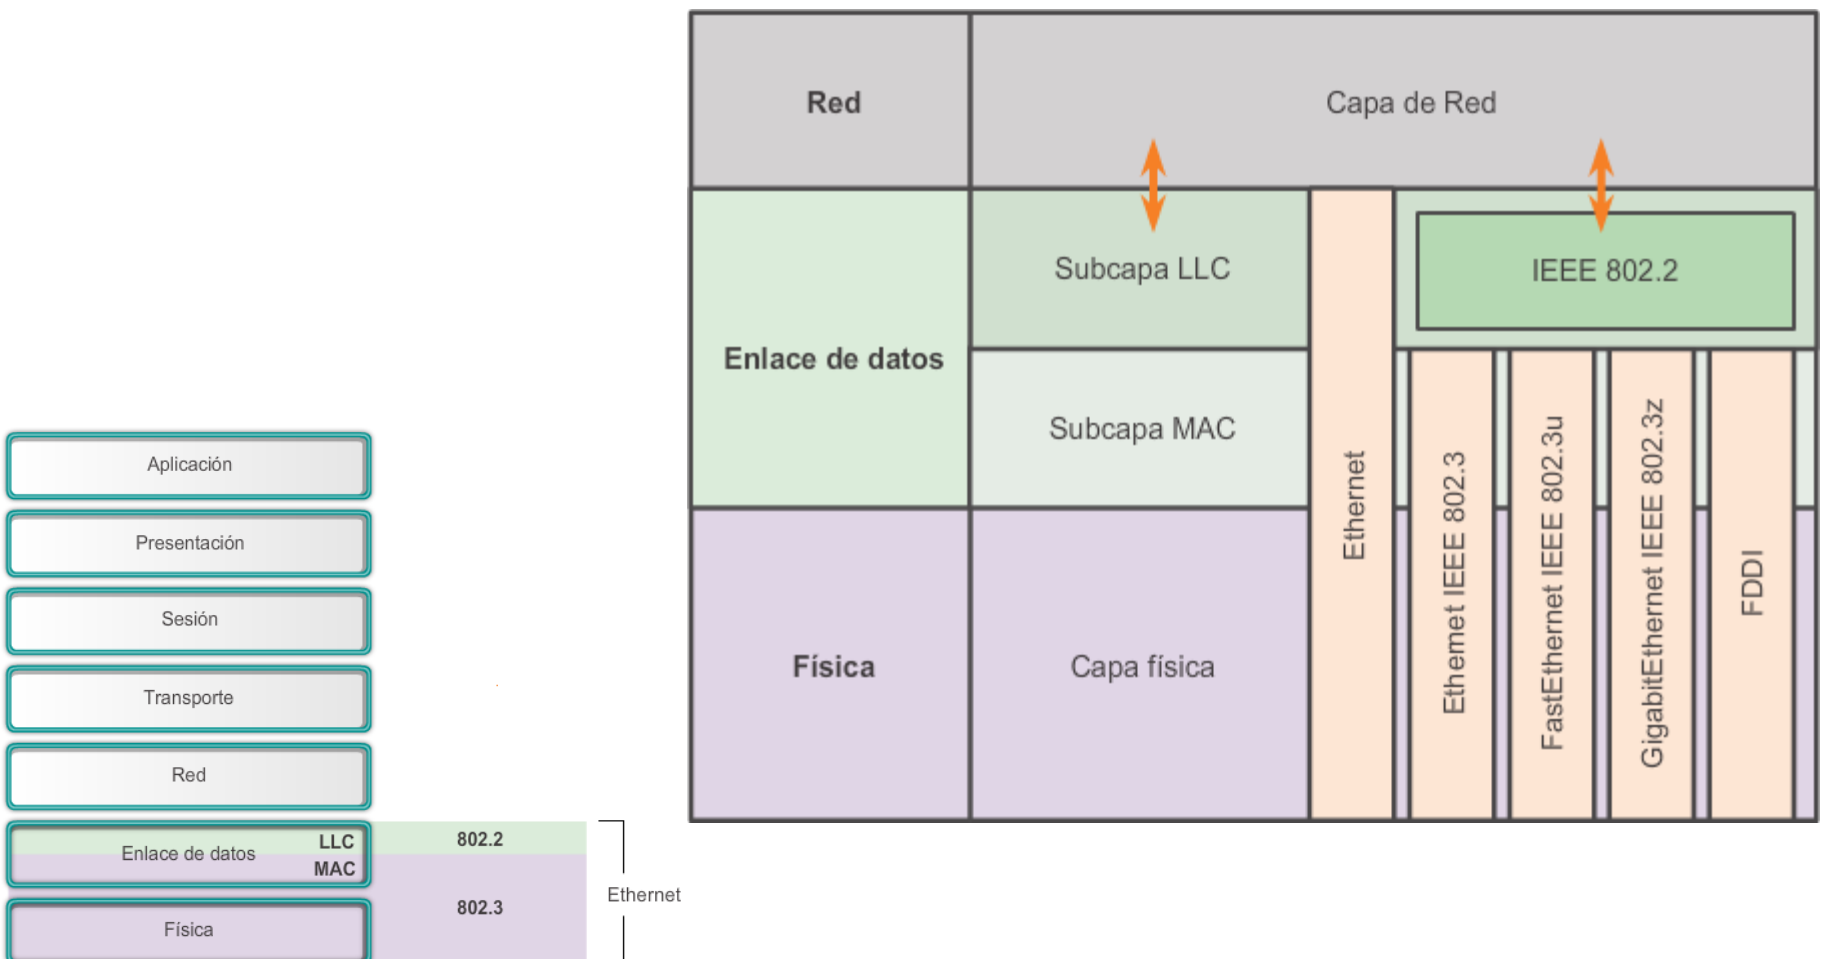 Red
Capa de Red
Enlace de datos
Subcapa LLC
IEEE 802.2
Subcapa MAC
Física
Capa física
Ethernet
Ethernet IEEE 802.3
FastEthernet IEEE 802.3u
GigabitEthernet IEEE 802.3z
FDDI
Aplicación
Presentación
Sesión
Transporte
Red
Enlace de datos
LLC
MAC
802.2
Física
802.3
Ethernet